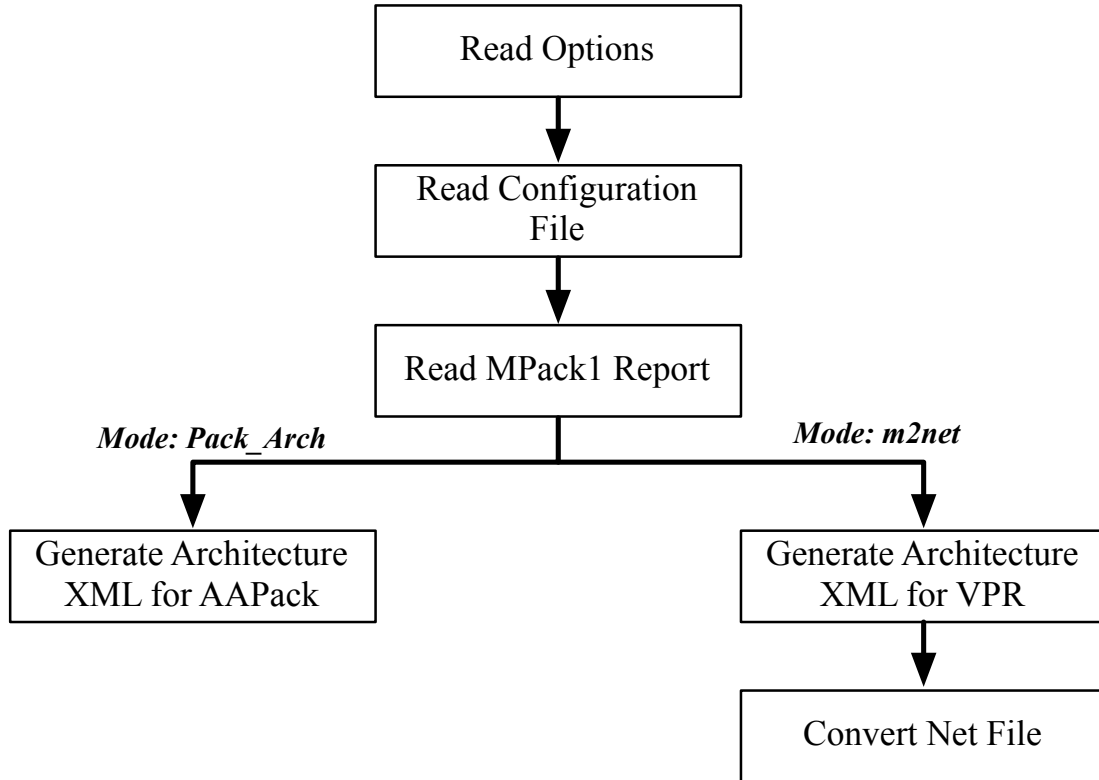 Read Options
Read Configuration
File
Read MPack1 Report
Mode: Pack_Arch
Mode: m2net
Generate Architecture
XML for AAPack
Generate Architecture
XML for VPR
Convert Net File